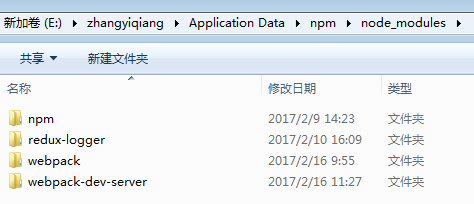 新加卷 (E:) ▸ zhangyiqiang ▸ Application Data ▸ npm ▸ node_modules ▸
共享 ▾ 新建文件夹
名称 修改日期 类型
npm 2017/2/9 14:23 文件夹
redux-logger 2017/2/10 16:09 文件夹
webpack 2017/2/16 9:55 文件夹
webpack-dev-server 2017/2/16 11:27 文件夹